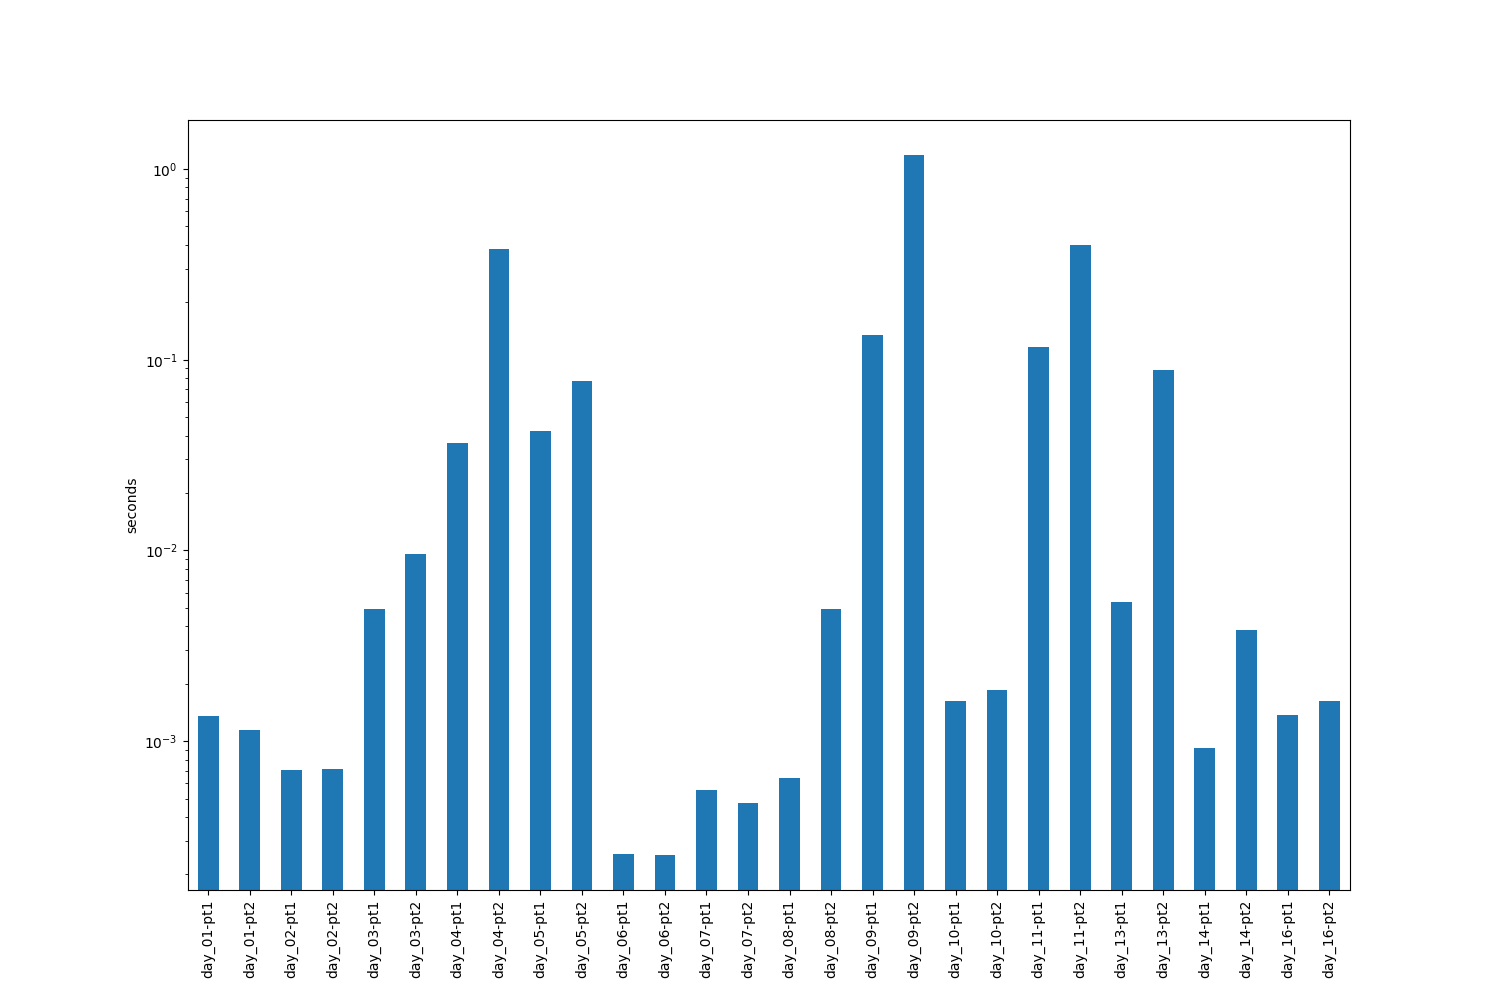 10⁰
10⁻¹
10⁻²
10⁻³
seconds
day_01-pt1
day_01-pt2
day_02-pt1
day_02-pt2
day_03-pt1
day_03-pt2
day_04-pt1
day_04-pt2
day_05-pt1
day_05-pt2
day_06-pt1
day_06-pt2
day_07-pt1
day_07-pt2
day_08-pt1
day_08-pt2
day_09-pt1
day_09-pt2
day_10-pt1
day_10-pt2
day_11-pt1
day_11-pt2
day_13-pt1
day_13-pt2
day_14-pt1
day_14-pt2
day_16-pt1
day_16-pt2